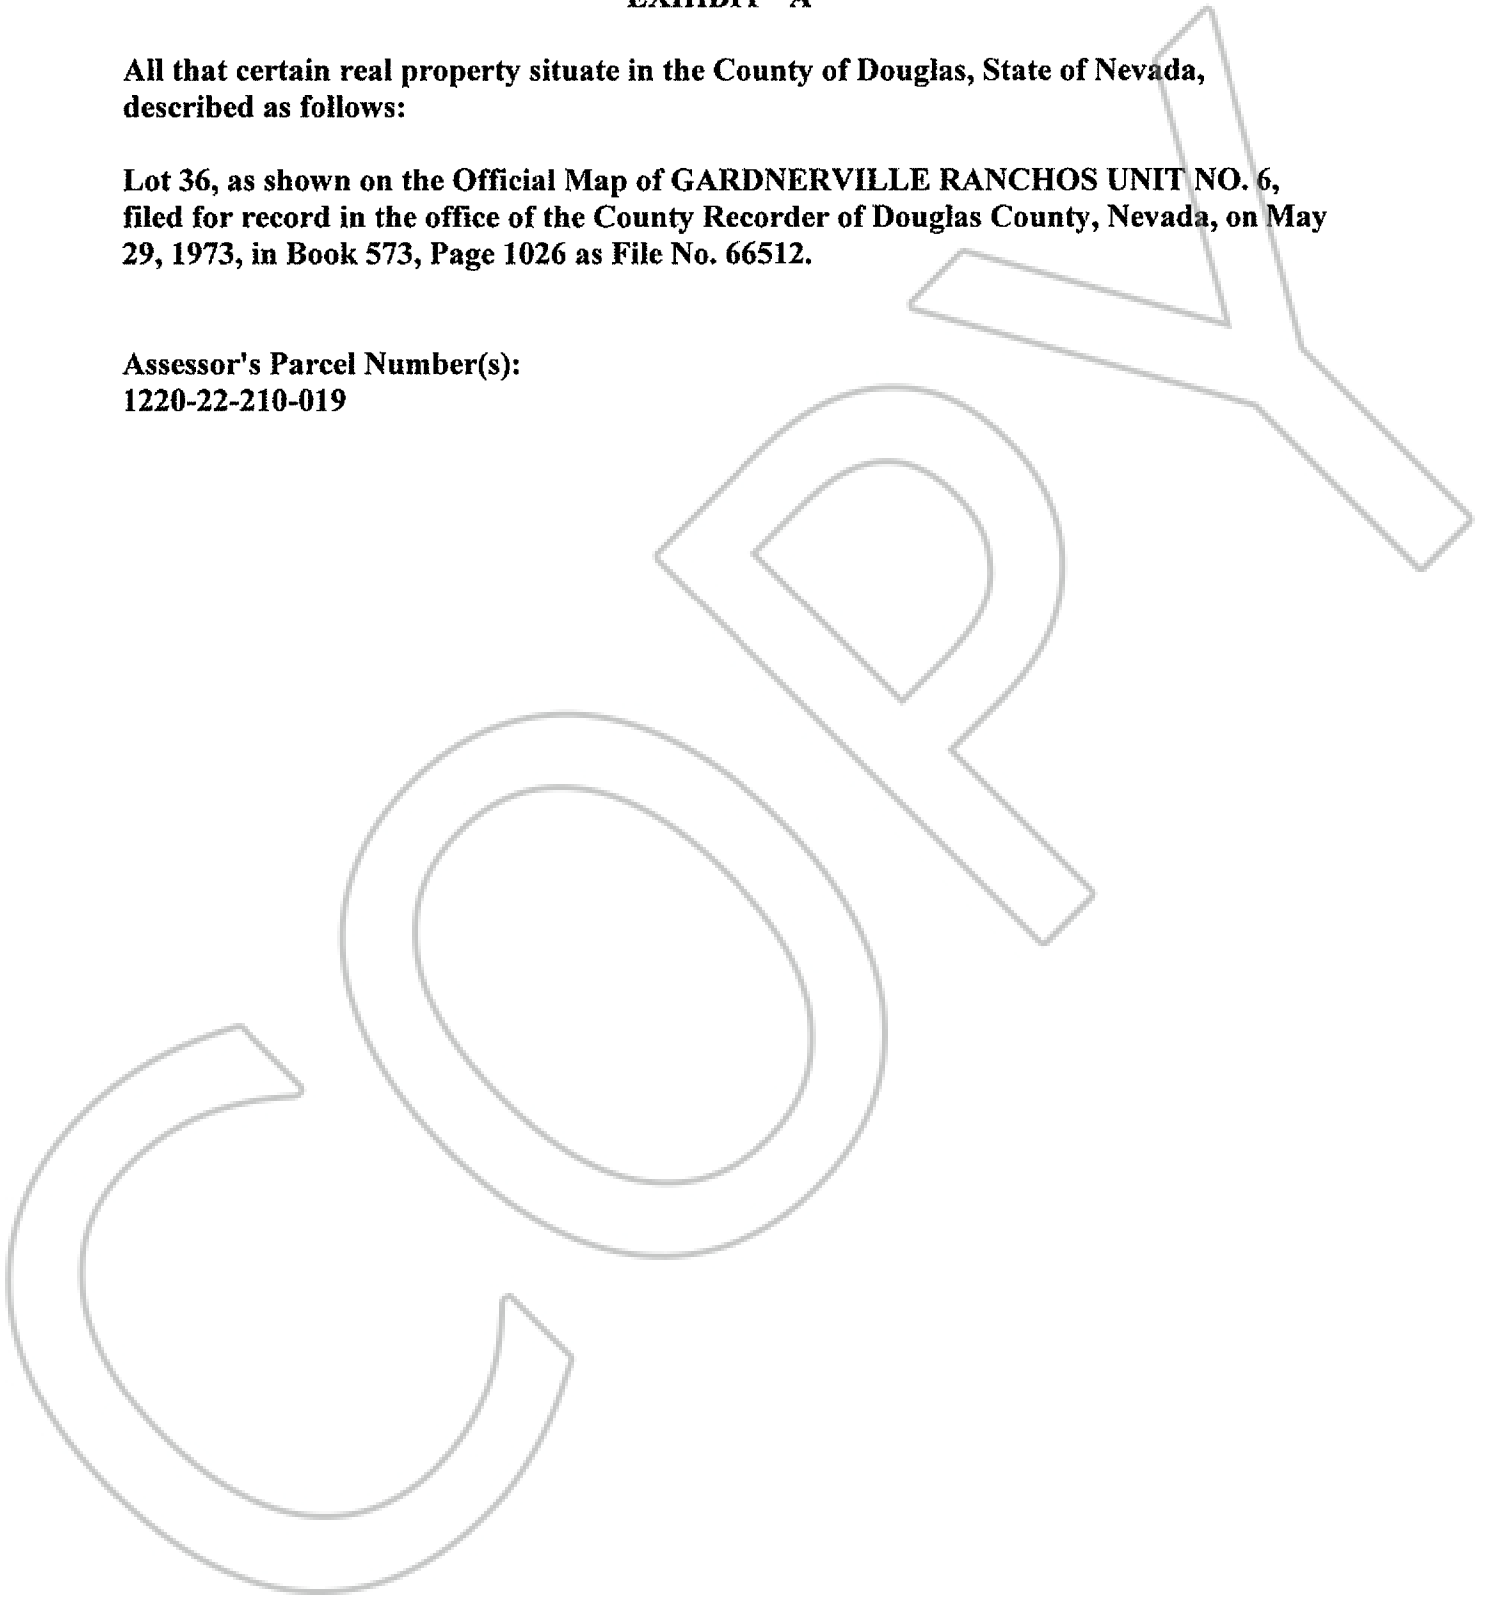 EXHIBIT "A"
All that certain real property situate in the County of Douglas, State of Nevada,
described as follows:
Lot 36, as shown on the Official Map of GARDNERVILLE RANCHOS UNIT NO. 6,
filed for record in the office of the County Recorder of Douglas County, Nevada, on May
29, 1973, in Book 573, Page 1026 as File No. 66512.
Assessor's Parcel Number(s):
1220-22-210-019
COPY